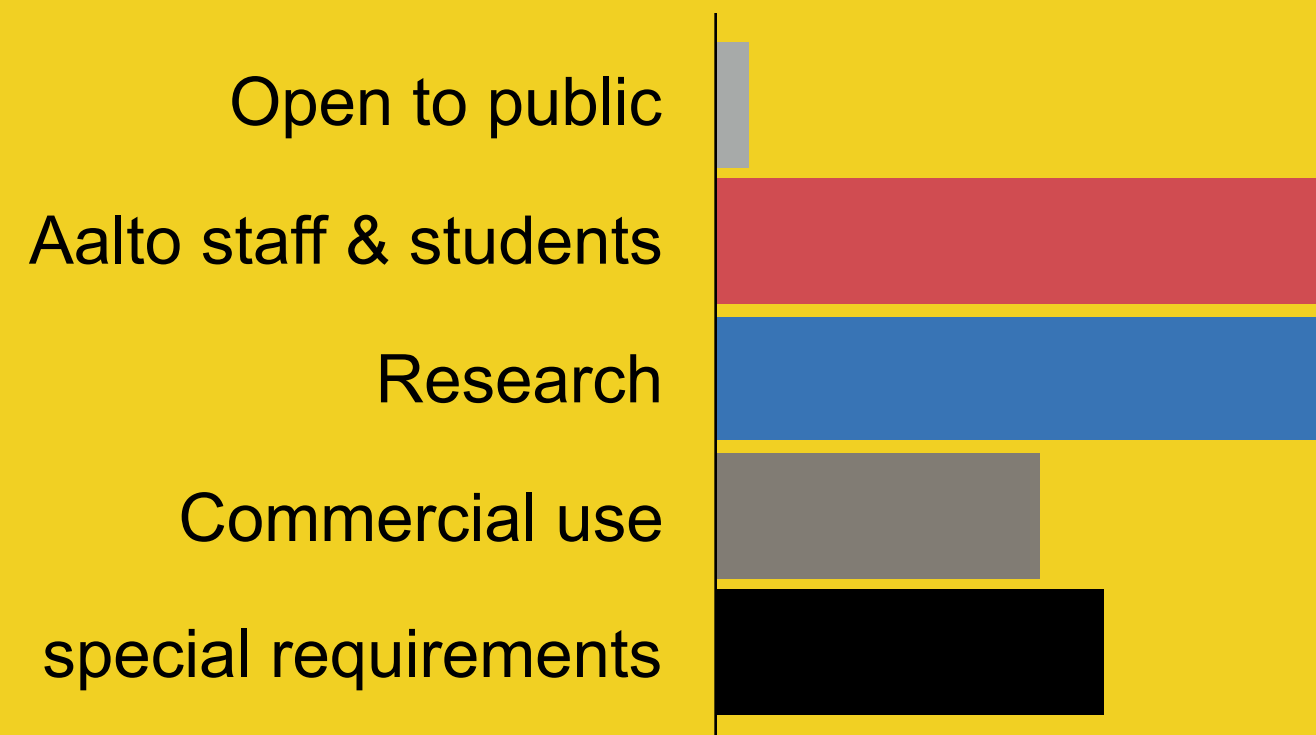 Open to public
Aalto staff & students
Research
Commercial use
special requirements